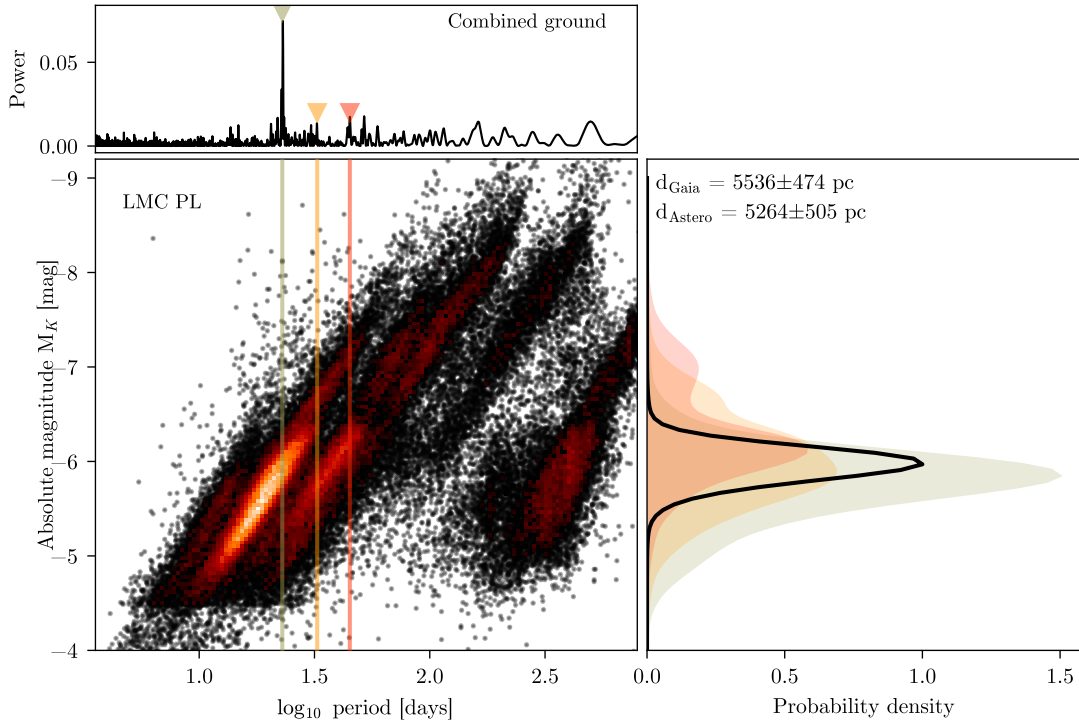 Combined ground
Power
0.05
0.00
LMC PL
d_Gaia = 5536±474 pc
d_Astero = 5264±505 pc
Absolute magnitude M_K [mag]
−9
−8
−7
−6
−5
−4
1.0
1.5
2.0
2.5
log₁₀ period [days]
0.0
0.5
1.0
1.5
Probability density